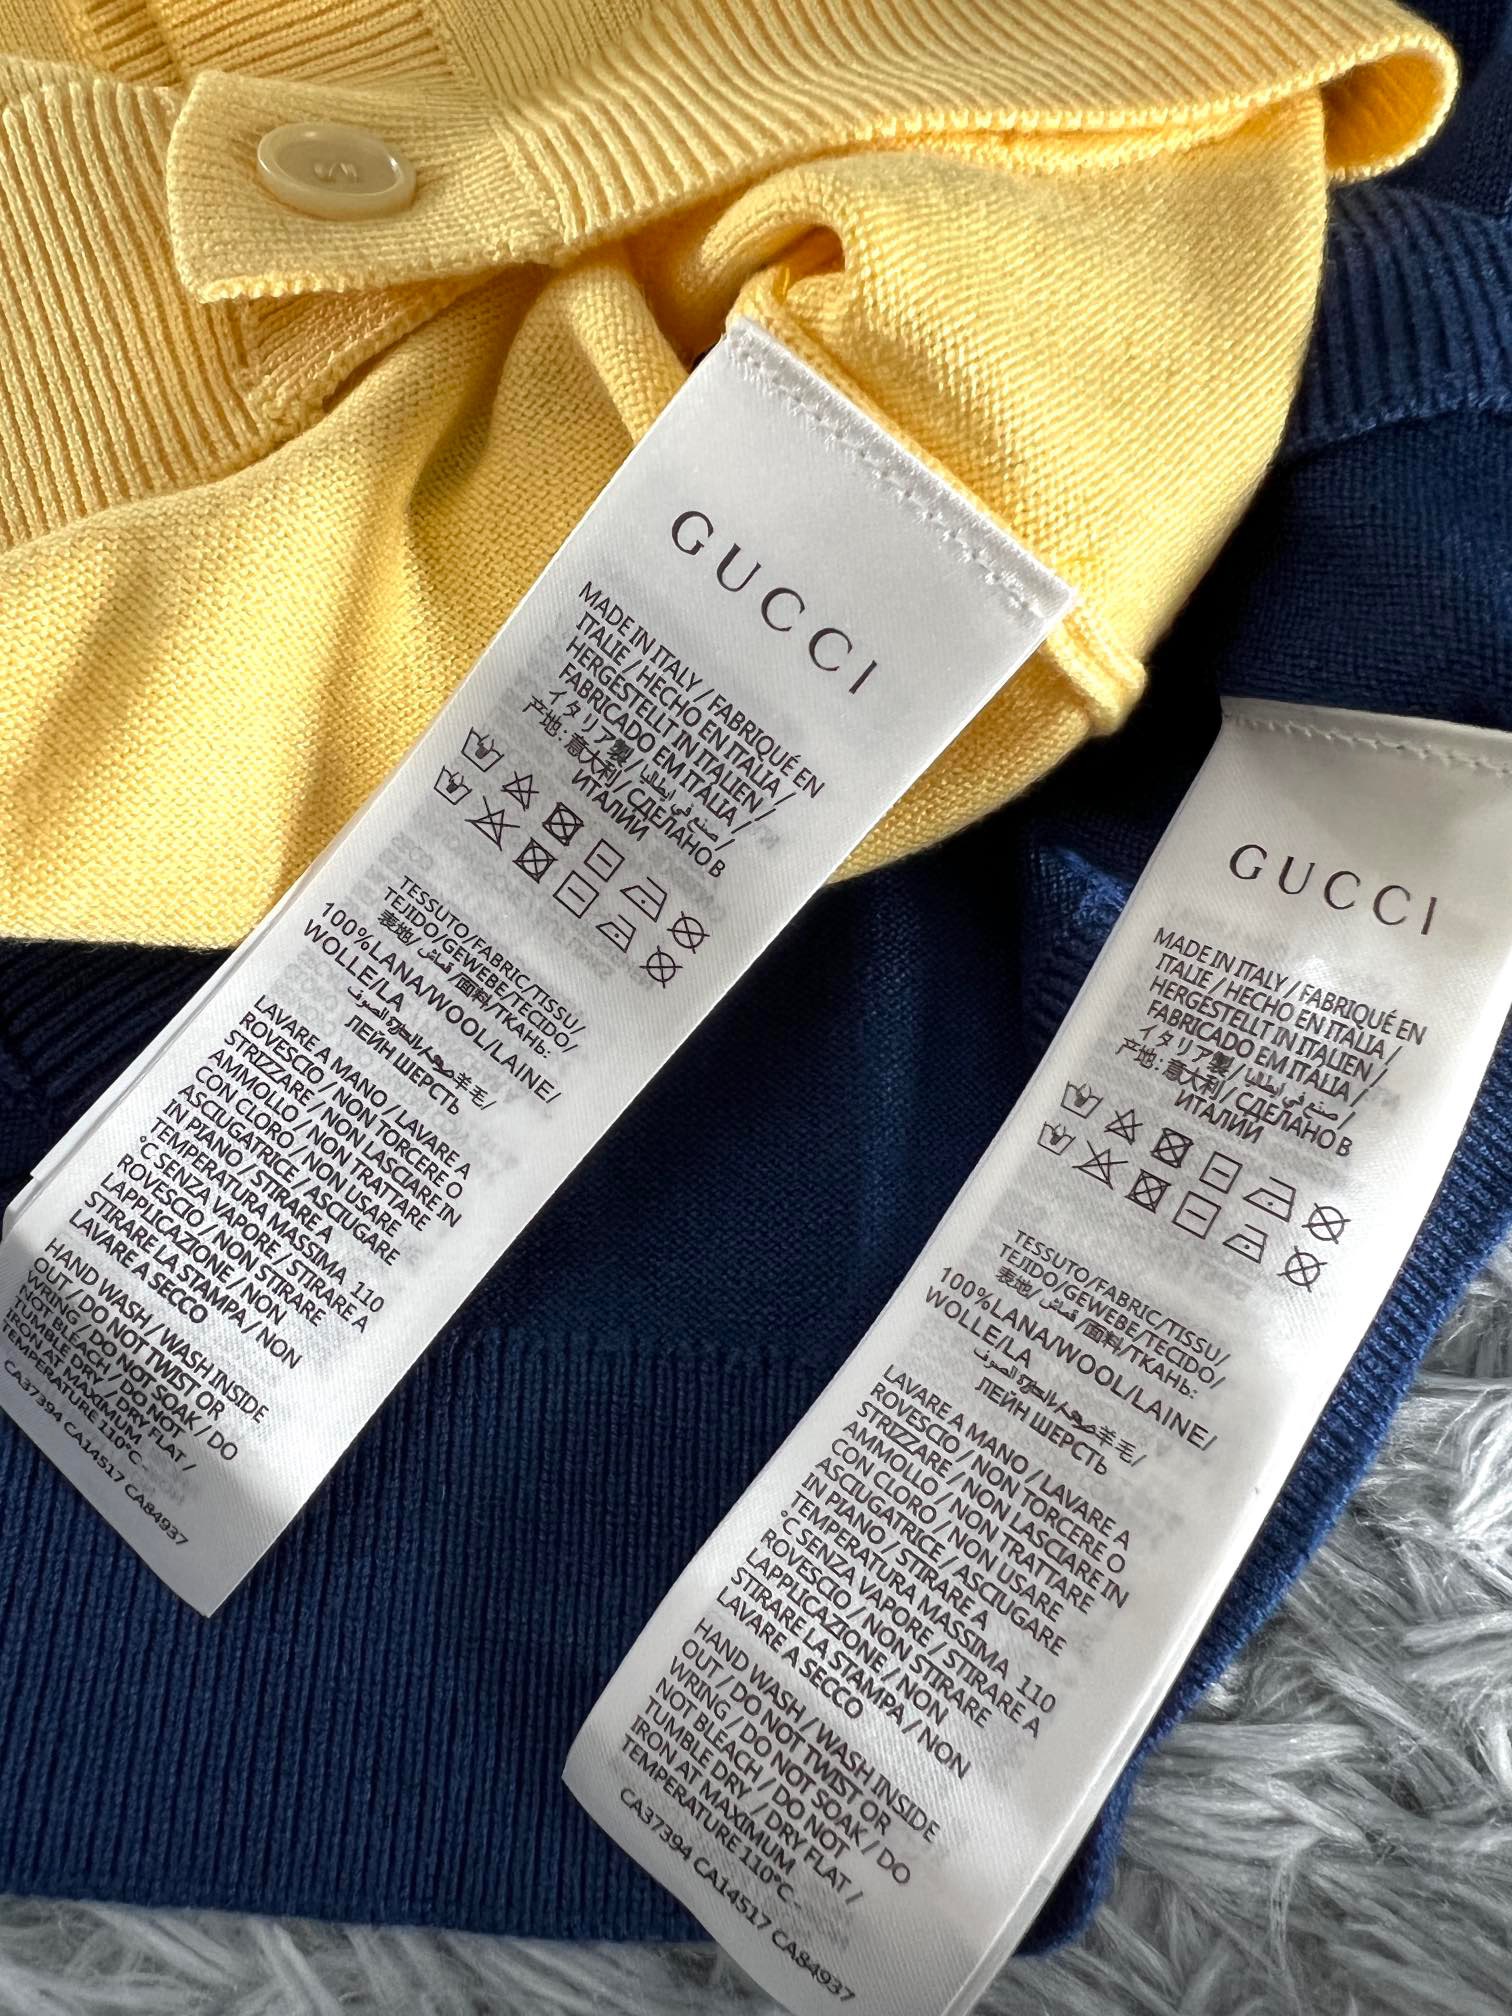 GUCCI
MADE IN ITALY / FABRIQUÉ EN
ITALIE / HECHO EN ITALIA /
HERGESTELLT IN ITALIEN /
FABRICADO EM ITALIA /
イタリア製 / صنع في إيطاليا /
产地: 意大利 / СДЕЛАНО В
ИТАЛИИ
TESSUTO/FABRIC/TISSU/
TEJIDO/GEWEBE/TECIDO/
表地/ قماش /面料/ТКАНЬ:
100%LANA/WOOL/LAINE/
WOLLE/LA
羊毛/
ЛЕЙН ШЕРСТЬ
LAVARE A MANO / LAVARE A
ROVESCIO / NON TORCERE O
STRIZZARE / NON LASCIARE IN
AMMOLLO / NON TRATTARE
CON CLORO / NON USARE
ASCIUGATRICE / ASCIUGARE
IN PIANO / STIRARE A
TEMPERATURA MASSIMA 110
°C SENZA VAPORE / STIRARE A
ROVESCIO / NON STIRARE
LAPPLICAZIONE / NON
STIRARE LA STAMPA / NON
LAVARE A SECCO
HAND WASH / WASH INSIDE
OUT / DO NOT TWIST OR
WRING / DO NOT SOAK / DO
NOT BLEACH / DO NOT
TUMBLE DRY / DRY FLAT /
IRON AT MAXIMUM
TEMPERATURE 110°C -
CA37394 CA14517 CA84937
GUCCI
MADE IN ITALY / FABRIQUÉ EN
ITALIE / HECHO EN ITALIA /
HERGESTELLT IN ITALIEN /
FABRICADO EM ITALIA /
イタリア製 / صنع في إيطاليا /
产地: 意大利 / СДЕЛАНО В
ИТАЛИИ
TESSUTO/FABRIC/TISSU/
TEJIDO/GEWEBE/TECIDO/
表地/ قماش /面料/ТКАНЬ:
100%LANA/WOOL/LAINE/
WOLLE/LA
羊毛/
ЛЕЙН ШЕРСТЬ
LAVARE A MANO / LAVARE A
ROVESCIO / NON TORCERE O
STRIZZARE / NON LASCIARE IN
AMMOLLO / NON TRATTARE
CON CLORO / NON USARE
ASCIUGATRICE / ASCIUGARE
IN PIANO / STIRARE A
TEMPERATURA MASSIMA 110
°C SENZA VAPORE / STIRARE A
ROVESCIO / NON STIRARE
LAPPLICAZIONE / NON
STIRARE LA STAMPA / NON
LAVARE A SECCO
HAND WASH / WASH INSIDE
OUT / DO NOT TWIST OR
WRING / DO NOT SOAK / DO
NOT BLEACH / DO NOT
TUMBLE DRY / DRY FLAT /
IRON AT MAXIMUM
TEMPERATURE 110°C -
CA37394 CA14517 CA84937